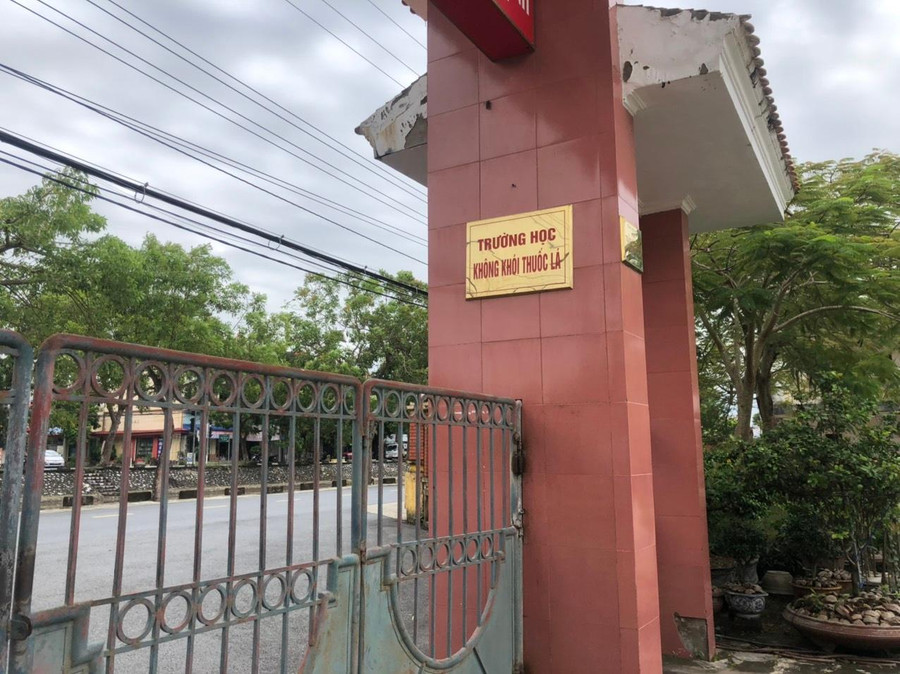 TRƯỜNG HỌC
KHÔNG KHÓI THUỐC LÁ